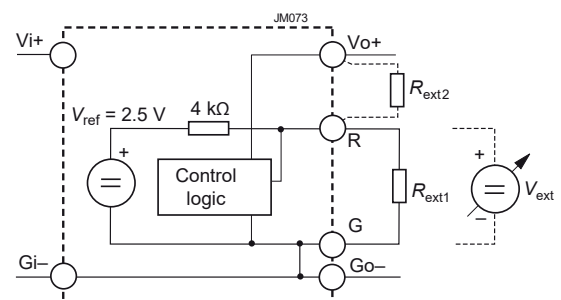 JM073
Vi+
Vo+
Rext2
Vref = 2.5 V
4 kΩ
R
+
+
Control
logic
Rext1
Vext
–
G
Gi–
Go–